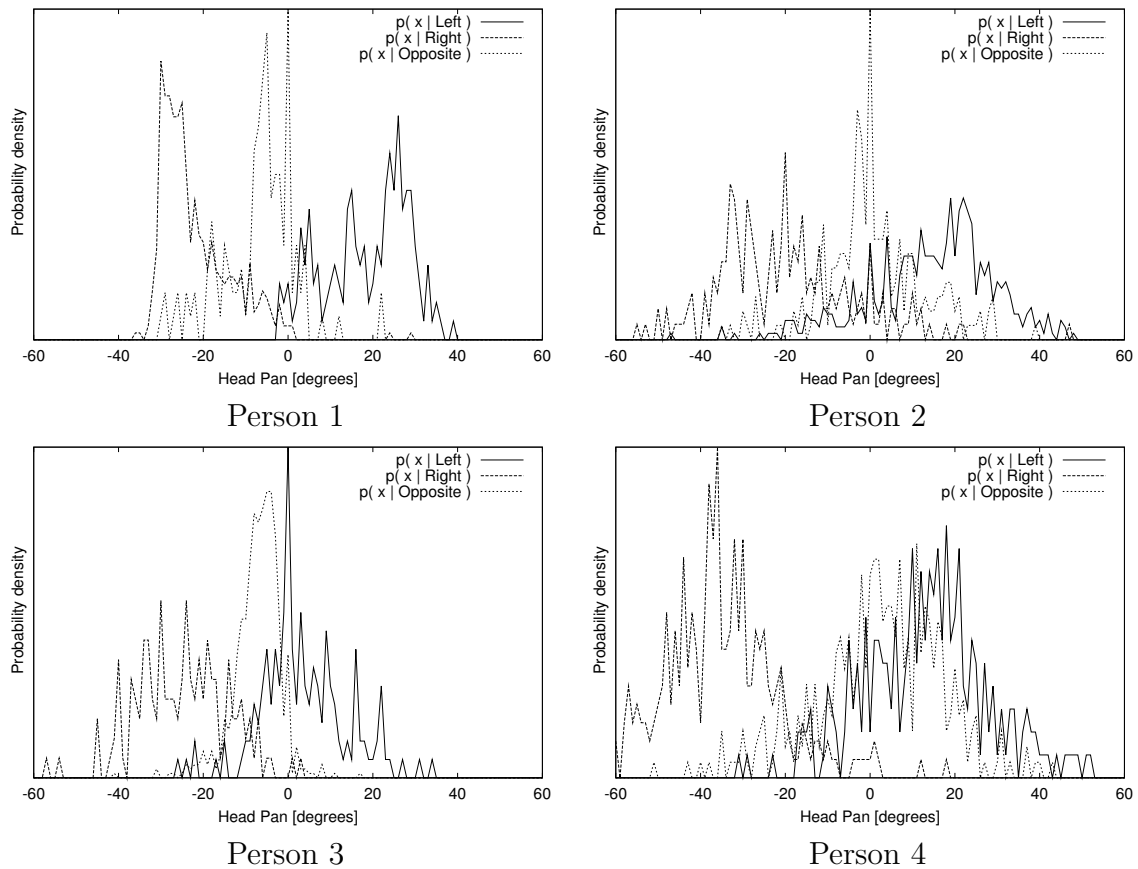 p( x | Left )
p( x | Right )
p( x | Opposite )
Probability density
-60 -40 -20 0 20 40 60
Head Pan [degrees]
Person 1
p( x | Left )
p( x | Right )
p( x | Opposite )
Probability density
-60 -40 -20 0 20 40 60
Head Pan [degrees]
Person 2
p( x | Left )
p( x | Right )
p( x | Opposite )
Probability density
-60 -40 -20 0 20 40 60
Head Pan [degrees]
Person 3
p( x | Left )
p( x | Right )
p( x | Opposite )
Probability density
-60 -40 -20 0 20 40 60
Head Pan [degrees]
Person 4